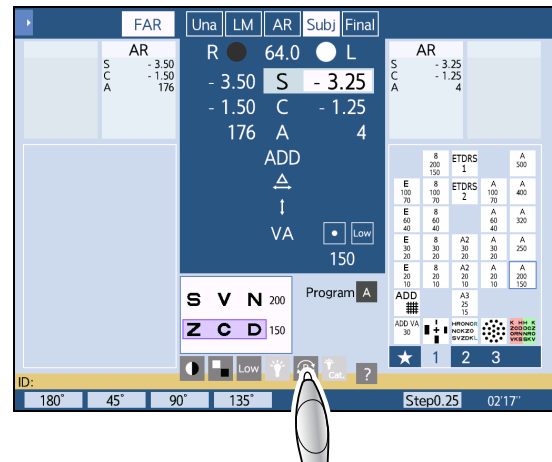 FAR Una LM AR Subj Final
AR
S - 3.50
C - 1.50
A 176
R 64.0 L
- 3.50 S - 3.25
- 1.50 C - 1.25
176 A 4
ADD
VA Low
150
AR
S - 3.25
C - 1.25
A 4
8 200 150 ETDRS 1 A 500
E 100 70 8 100 70 ETDRS 2 A 100 70 A 400
E 60 40 8 60 40 A 60 40 A 320
E 30 20 8 30 20 A2 30 20 A 30 20 A 250
E 20 10 8 20 10 A2 20 10 A 20 10 A 200 150
ADD A3 25 15
ADD VA 30 HRONCR NCKZO SVZDKL K HH K ZCOOCZ ORNNRO VKSBKV
1 2 3
S V N 200
Z C D 150
Program A
Low Cat. ?
ID:
180° 45° 90° 135° Step0.25 02'17''